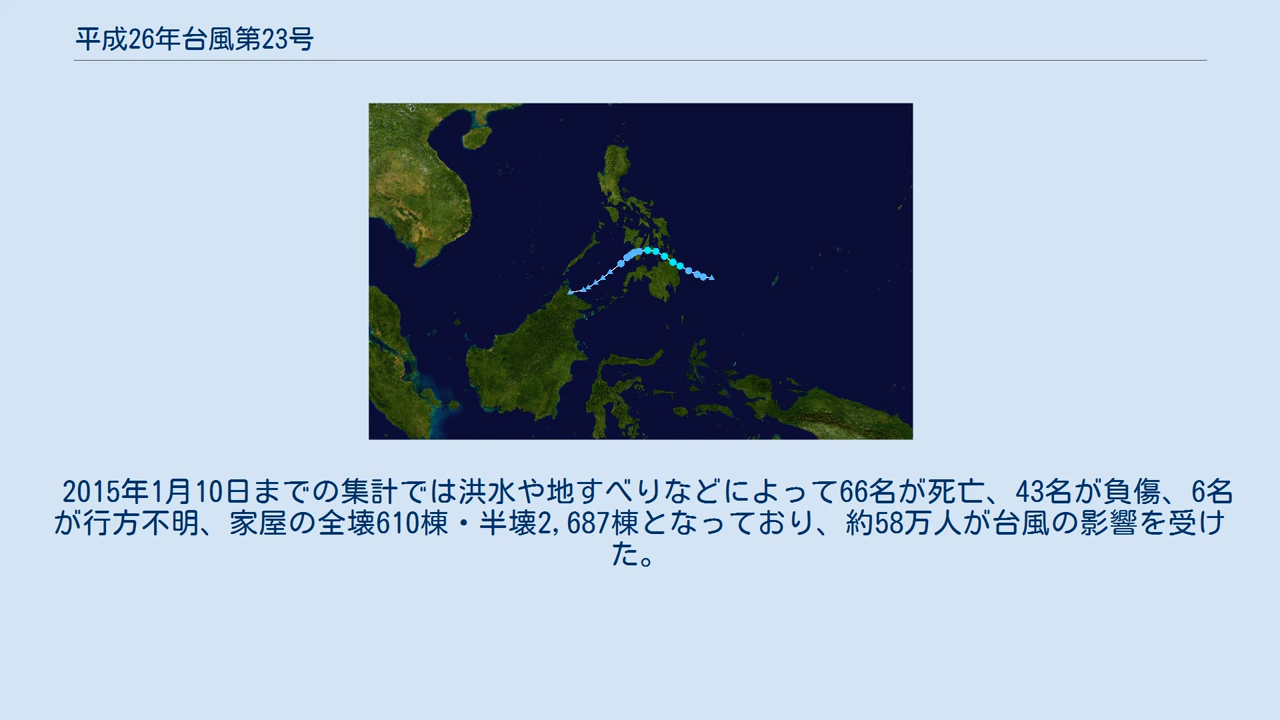 平成26年台風第23号
2015年1月10日までの集計では洪水や地すべりなどによって66名が死亡、43名が負傷、6名
が行方不明、家屋の全壊610棟・半壊2,687棟となっており、約58万人が台風の影響を受け
た。